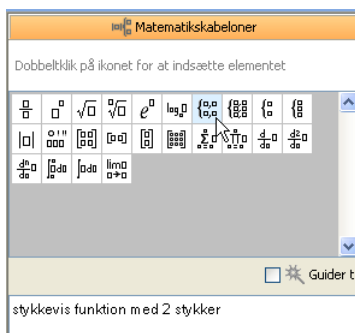 Matematikskabeloner
Dobbeltklik på ikonet for at indsætte elementet
Guider t
stykkevis funktion med 2 stykker